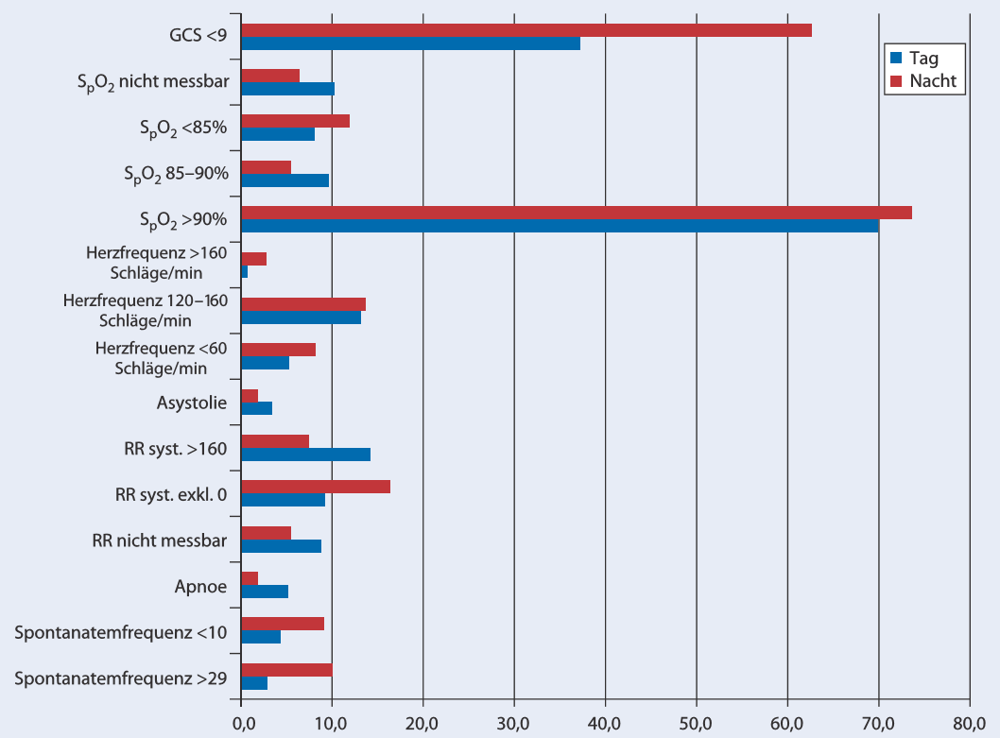 GCS <9
SpO2 nicht messbar
SpO2 <85%
SpO2 85–90%
SpO2 >90%
Herzfrequenz >160
Schläge/min
Herzfrequenz 120–160
Schläge/min
Herzfrequenz <60
Schläge/min
Asystolie
RR syst. >160
RR syst. exkl. 0
RR nicht messbar
Apnoe
Spontanatemfrequenz <10
Spontanatemfrequenz >29
Tag
Nacht
0,0 10,0 20,0 30,0 40,0 50,0 60,0 70,0 80,0